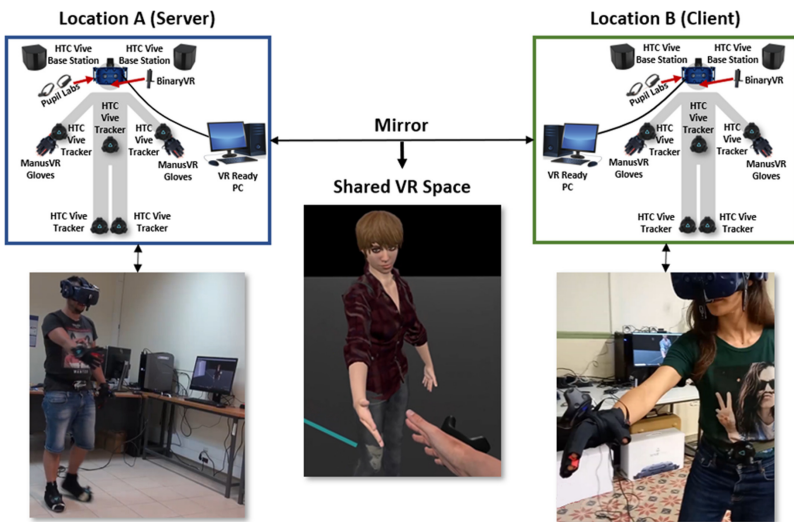 Location A (Server)
HTC Vive
Base Station
HTC Vive
Base Station
Pupil Labs
BinaryVR
HTC
Vive
Tracker
HTC
Vive
Tracker
HTC
Vive
Tracker
ManusVR
Gloves
ManusVR
Gloves
VR Ready
PC
HTC Vive
Tracker
HTC Vive
Tracker
Mirror
Shared VR Space
Location B (Client)
HTC Vive
Base Station
HTC Vive
Base Station
Pupil Labs
BinaryVR
HTC
Vive
Tracker
HTC
Vive
Tracker
HTC
Vive
Tracker
VR Ready
PC
ManusVR
Gloves
ManusVR
Gloves
HTC Vive
Tracker
HTC Vive
Tracker